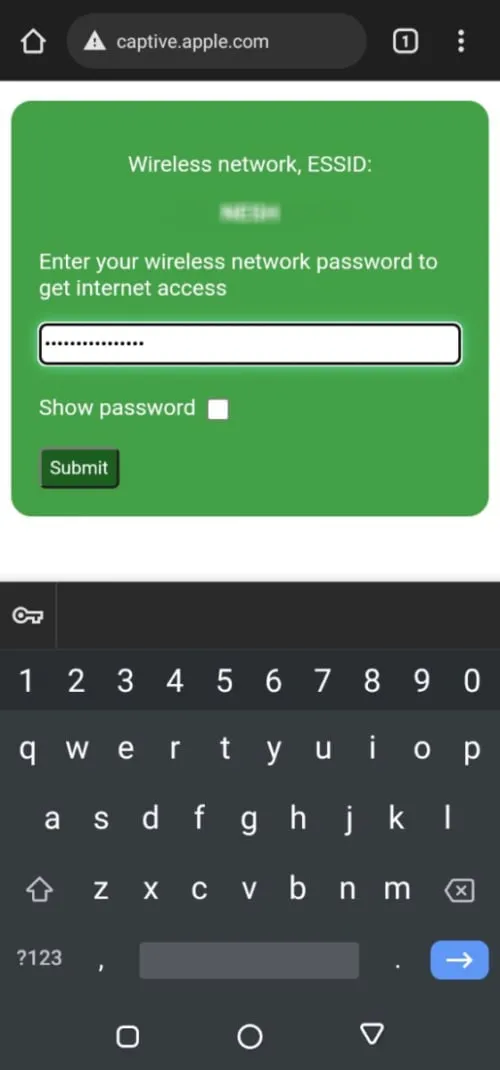 captive.apple.com
1
Wireless network, ESSID:
Enter your wireless network password to
get internet access
••••••••••••••••
Show password
Submit
1 2 3 4 5 6 7 8 9 0
q w e r t y u i o p
a s d f g h j k l
z x c v b n m
?123 , .